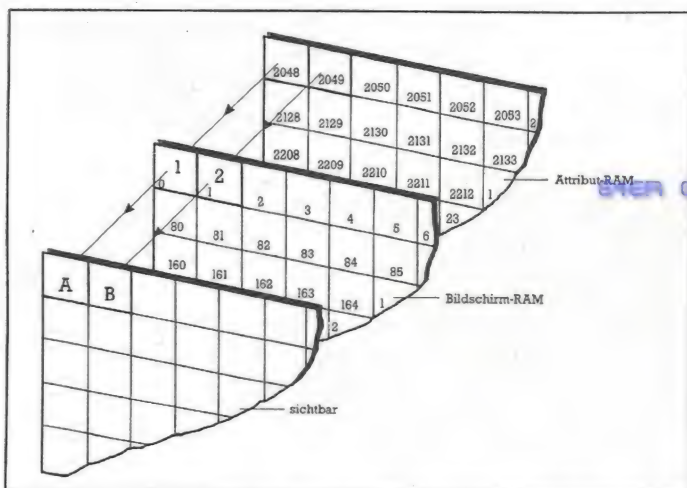 2048 2049 2050 2051 2052 2053 2
2128 2129 2130 2131 2132 2133
2208 2209 2210 2211 2212 1
23
Attribut-RAM
1 2
0 1 2 3 4 5 6
80 81 82 83 84 85
160 161 162 163 164 1
2
Bildschirm-RAM
A B
sichtbar